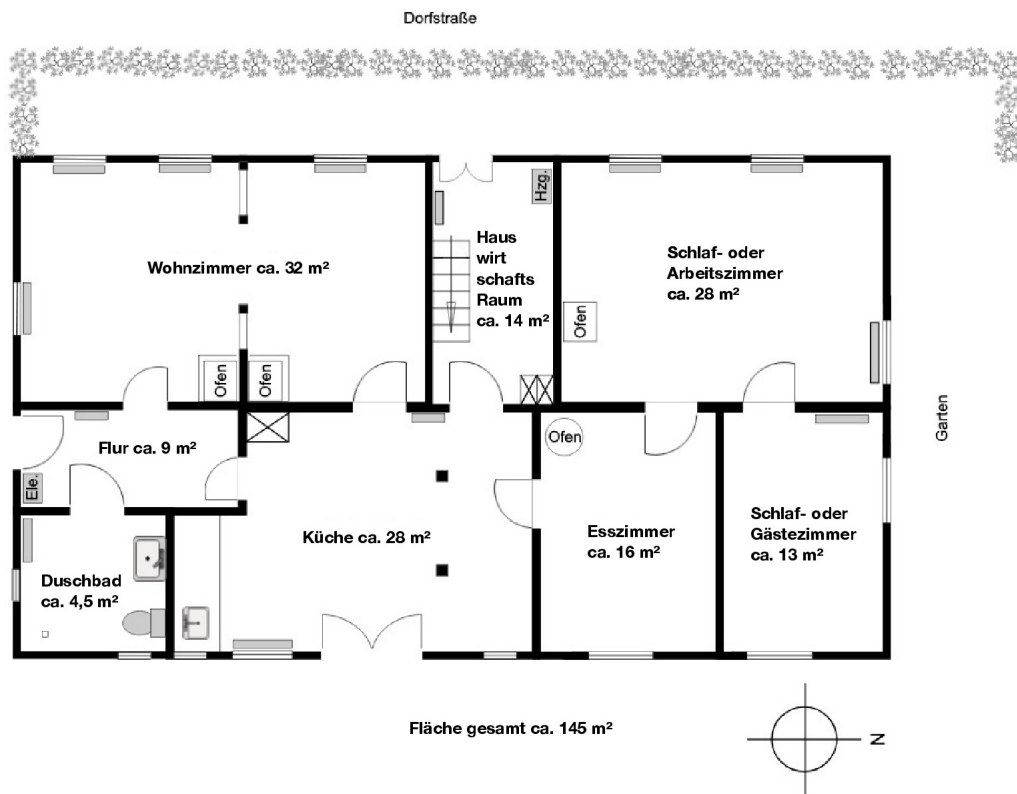 Dorfstraße
Hzg.
Wohnzimmer ca. 32 m²
Haus
wirt
schafts
Raum
ca. 14 m²
Schlaf- oder
Arbeitszimmer
ca. 28 m²
Ofen
Ofen
Ofen
Garten
Flur ca. 9 m²
Ele.
Ofen
Küche ca. 28 m²
Esszimmer
ca. 16 m²
Schlaf- oder
Gästezimmer
ca. 13 m²
Duschbad
ca. 4,5 m²
Fläche gesamt ca. 145 m²
N